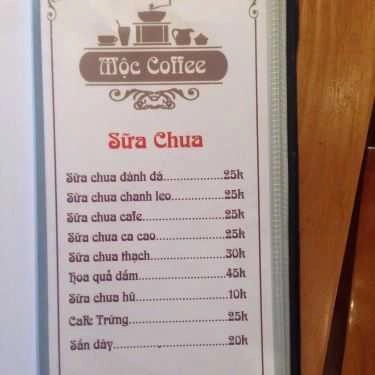 Mộc Coffee
Sữa Chua
Sữa chua đánh đá...............25k
Sữa chua chanh leo............25k
Sữa chua cafe.....................25k
Sữa chua ca cao.................25k
Sữa chua thạch..................30k
Hoa quả dầm......................45k
Sữa chua hũ.......................10k
Cafe Trứng.........................25k
Sắn dây..............................20k